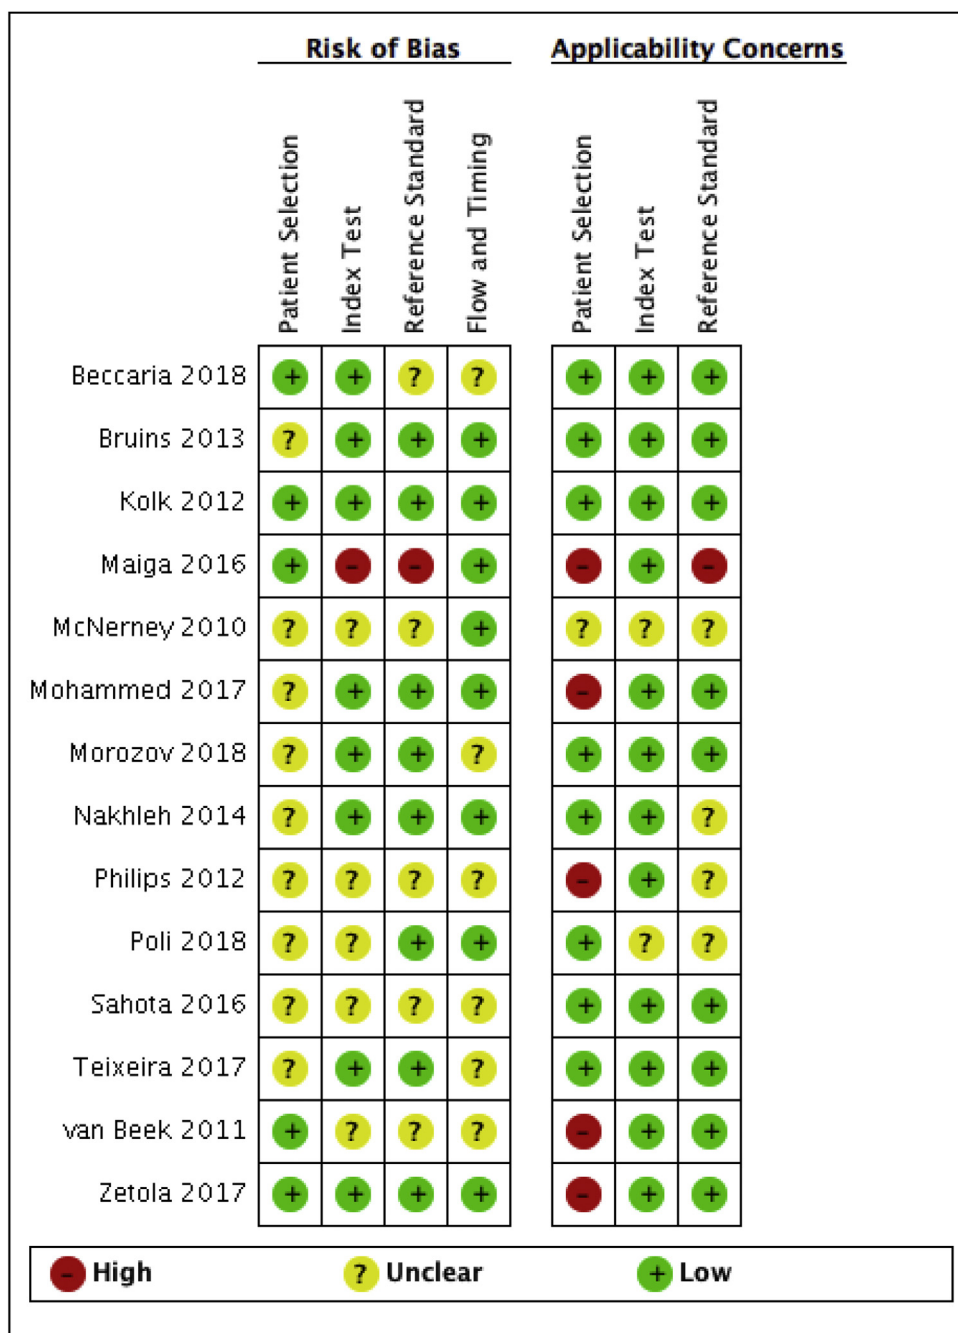 Risk of Bias Applicability Concerns
Patient Selection Index Test Reference Standard Flow and Timing Patient Selection Index Test Reference Standard
Beccaria 2018 + + ? ? + + +
Bruins 2013 ? + + + + + +
Kolk 2012 + + + + + + +
Maiga 2016 + - - + - + -
McNerney 2010 ? ? ? + ? ? ?
Mohammed 2017 ? + + + - + +
Morozov 2018 ? + + ? + + +
Nakhleh 2014 ? + + + + + ?
Philips 2012 ? ? ? ? - + ?
Poli 2018 ? ? + + + ? ?
Sahota 2016 ? ? ? ? + + +
Teixeira 2017 ? + + ? + + +
van Beek 2011 + ? ? ? - + +
Zetola 2017 + + + + - + +
- High ? Unclear + Low